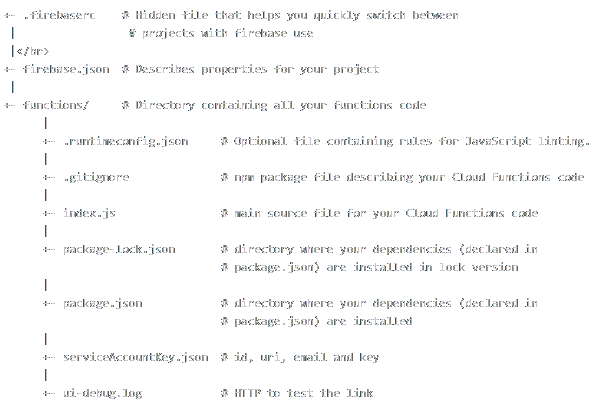 +- .firebaserc # Hidden file that helps you quickly switch between
| # projects with firebase use
|</br>
+- firebase.json # Describes properties for your project
|
+- functions/ # Directory containing all your functions code
|
+- .runtimeconfig.json # Optional file containing rules for JavaScript linting.
|
+- .gitignore # npm package file describing your Cloud Functions code
|
+- index.js # main source file for your Cloud Functions code
|
+- package-lock.json # directory where your dependencies (declared in
# package.json) are installed in lock version
|
+- package.json # directory where your dependencies (declared in
# package.json) are installed
|
+- serviceAccountKey.json # id, uri, email and key
|
+- ui-debug.log # HTTP to test the link